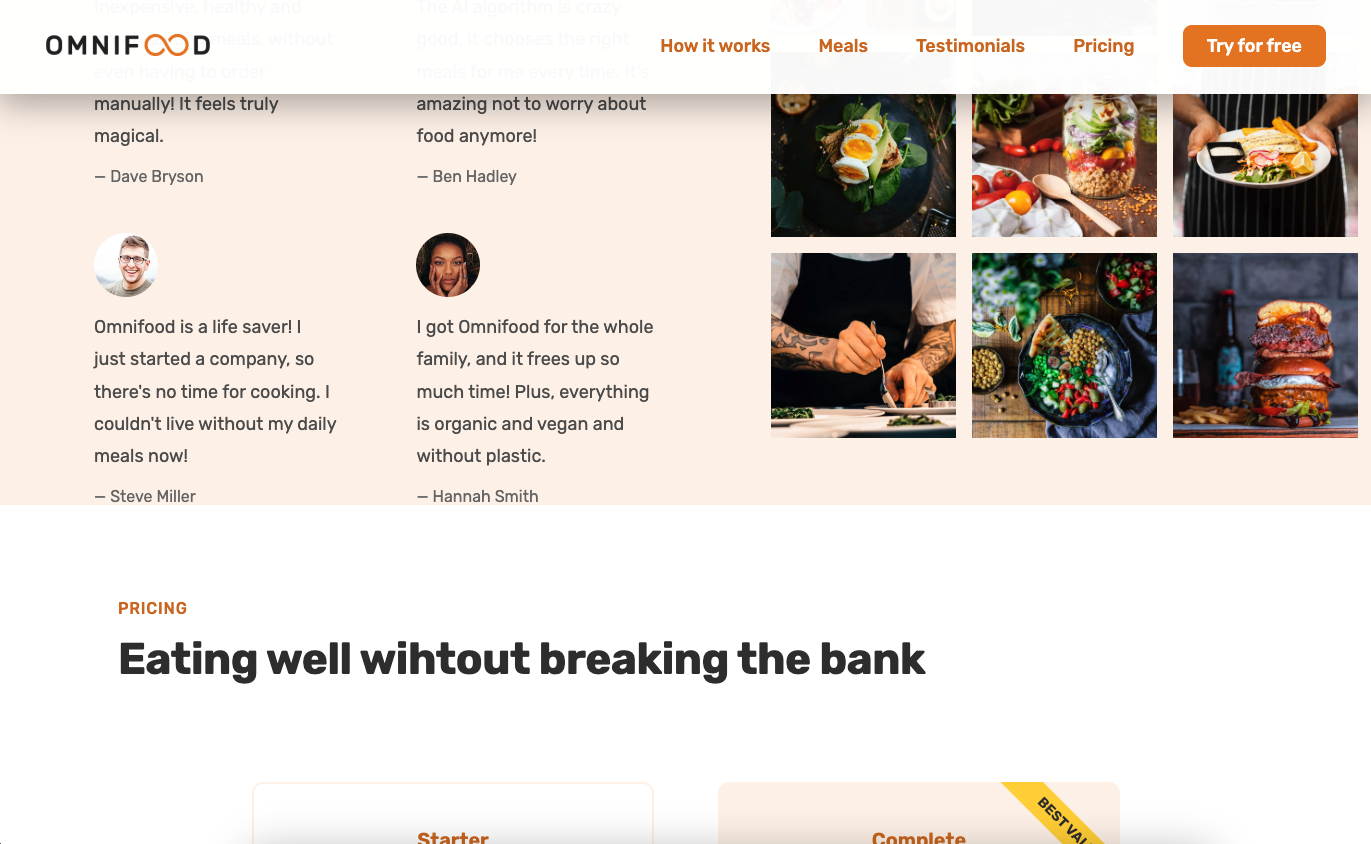 OMNIFOOD
How it works
Meals
Testimonials
Pricing
Try for free
inexpensive, healthy and
meals, without
even having to order
manually! It feels truly
magical.
— Dave Bryson
The AI algorithm is crazy
good, it chooses the right
meals for me every time. It's
amazing not to worry about
food anymore!
— Ben Hadley
Omnifood is a life saver! I
just started a company, so
there's no time for cooking. I
couldn't live without my daily
meals now!
— Steve Miller
I got Omnifood for the whole
family, and it frees up so
much time! Plus, everything
is organic and vegan and
without plastic.
— Hannah Smith
PRICING
Eating well wihtout breaking the bank
Starter
Complete
BEST VAL